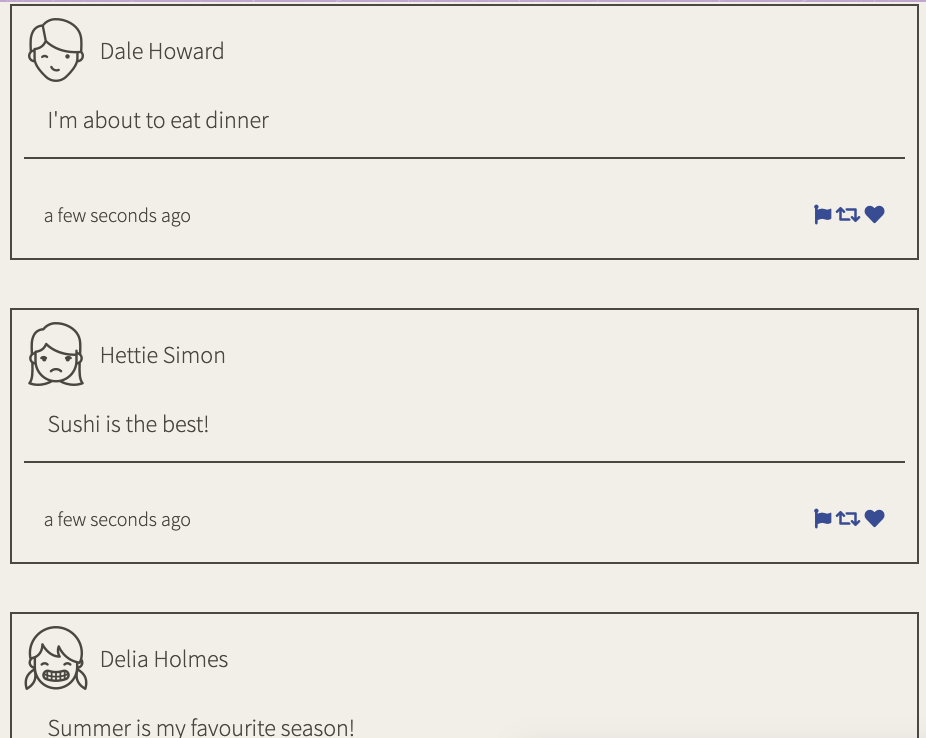 Dale Howard
I'm about to eat dinner
a few seconds ago
Hettie Simon
Sushi is the best!
a few seconds ago
Delia Holmes
Summer is my favourite season!